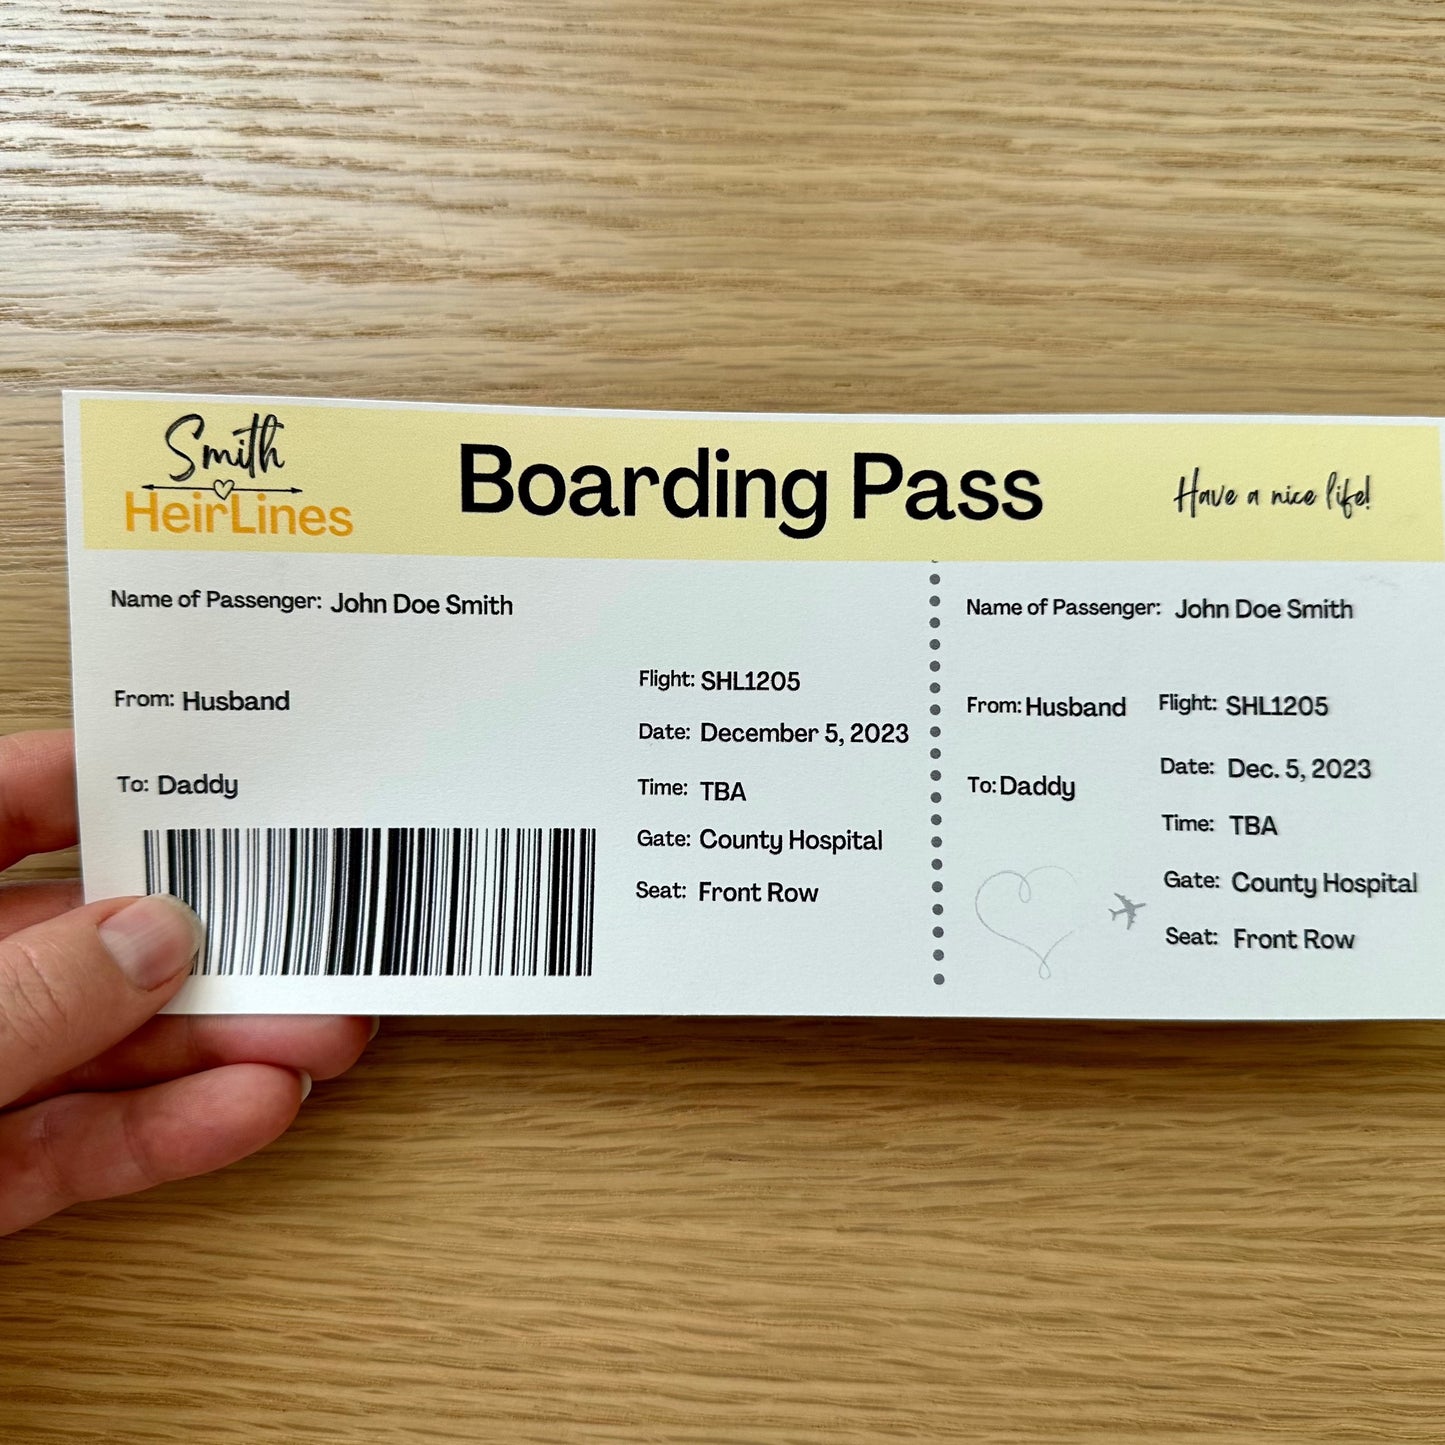 Smith
HeirLines
Boarding Pass
Have a nice life!
Name of Passenger: John Doe Smith
From: Husband
To: Daddy
Flight: SHL1205
Date: December 5, 2023
Time: TBA
Gate: County Hospital
Seat: Front Row
Name of Passenger: John Doe Smith
From: Husband
To: Daddy
Flight: SHL1205
Date: Dec. 5, 2023
Time: TBA
Gate: County Hospital
Seat: Front Row